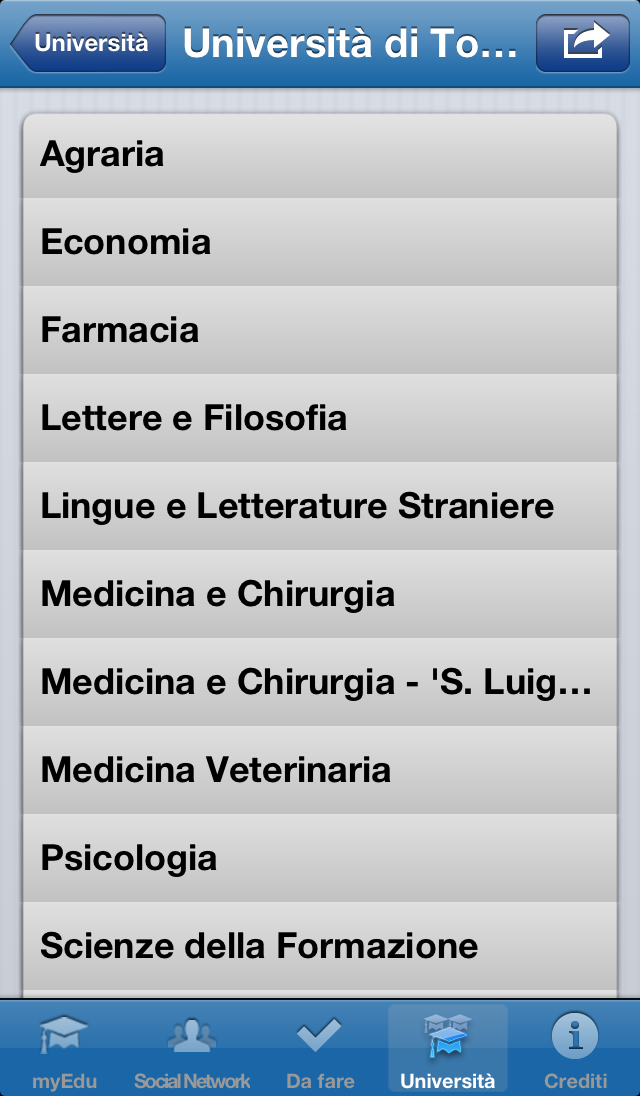 Università
Università di To...
Agraria
Economia
Farmacia
Lettere e Filosofia
Lingue e Letterature Straniere
Medicina e Chirurgia
Medicina e Chirurgia - 'S. Luig...
Medicina Veterinaria
Psicologia
Scienze della Formazione
myEdu
Social Network
Da fare
Università
Crediti